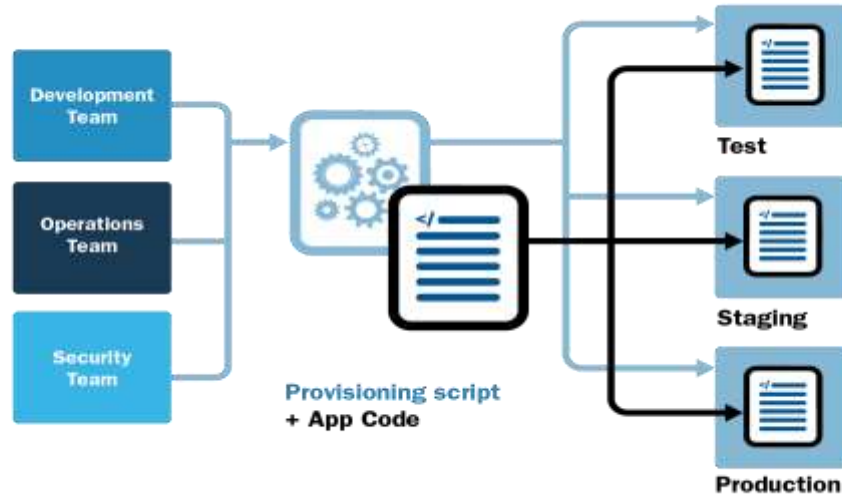 Development
Team
Operations
Team
Security
Team
</>
Provisioning script
+ App Code
</>
Test
</>
Staging
</>
Production